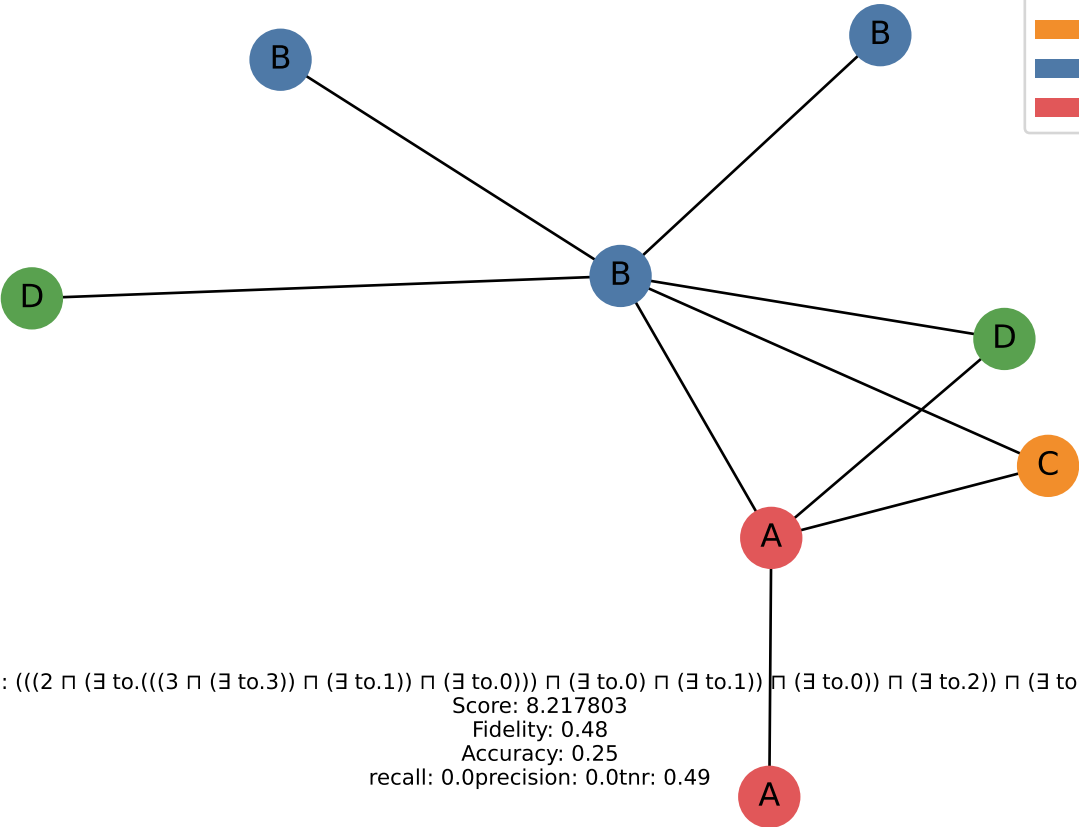 B
B
B
D
D
C
A
: (((2 ⊓ (∃ to.(((3 ⊓ (∃ to.3)) ⊓ (∃ to.1)) ⊓ (∃ to.0))) ⊓ (∃ to.0) ⊓ (∃ to.1)) ⊓ (∃ to.0)) ⊓ (∃ to.2)) ⊓ (∃ to
Score: 8.217803
Fidelity: 0.48
Accuracy: 0.25
recall: 0.0precision: 0.0tnr: 0.49
A